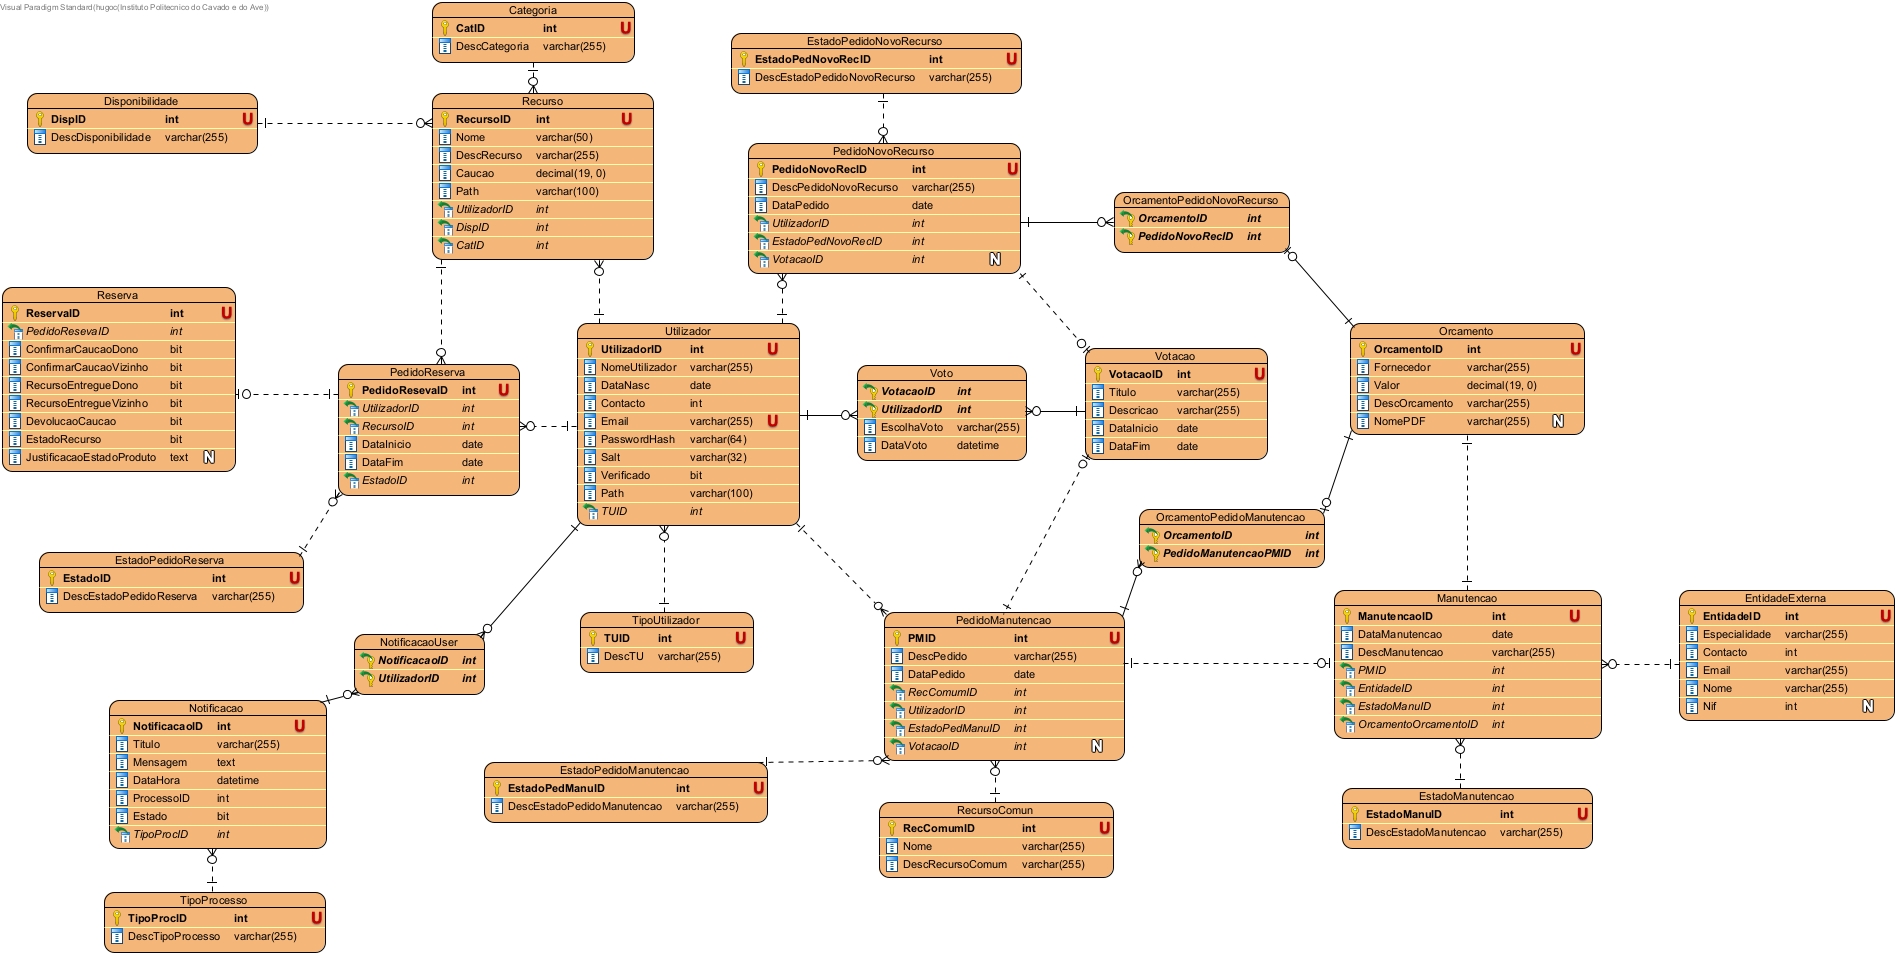 Visual Paradigm Standard(hugoc(Instituto Politecnico do Cavado e do Ave))
Categoria
CatID int U
DescCategoria varchar(255)
EstadoPedidoNovoRecurso
EstadoPedNovoRecID int U
DescEstadoPedidoNovoRecurso varchar(255)
Disponibilidade
DispID int U
DescDisponibilidade varchar(255)
Recurso
RecursoID int U
Nome varchar(50)
DescRecurso varchar(255)
Caucao decimal(19, 0)
Path varchar(100)
UtilizadorID int
DispID int
CatID int
PedidoNovoRecurso
PedidoNovoRecID int U
DescPedidoNovoRecurso varchar(255)
DataPedido date
UtilizadorID int
EstadoPedNovoRecID int
VotacaoID int N
OrcamentoPedidoNovoRecurso
OrcamentoID int
PedidoNovoRecID int
Reserva
ReservaID int U
PedidoResevaID int
ConfirmarCaucaoDono bit
ConfirmarCaucaoVizinho bit
RecursoEntregueDono bit
RecursoEntregueVizinho bit
DevolucaoCaucao bit
EstadoRecurso bit
JustificacaoEstadoProduto text N
PedidoReserva
PedidoResevaID int U
UtilizadorID int
RecursoID int
DataInicio date
DataFim date
EstadoID int
Utilizador
UtilizadorID int U
NomeUtilizador varchar(255)
DataNasc date
Contacto int
Email varchar(255) U
PasswordHash varchar(64)
Salt varchar(32)
Verificado bit
Path varchar(100)
TUID int
Voto
VotacaoID int
UtilizadorID int
EscolhaVoto varchar(255)
DataVoto datetime
Votacao
VotacaoID int U
Titulo varchar(255)
Descricao varchar(255)
DataInicio date
DataFim date
Orcamento
OrcamentoID int U
Fornecedor varchar(255)
Valor decimal(19, 0)
DescOrcamento varchar(255)
NomePDF varchar(255) N
EstadoPedidoReserva
EstadoID int U
DescEstadoPedidoReserva varchar(255)
OrcamentoPedidoManutencao
OrcamentoID int
PedidoManutencaoPMID int
NotificacaoUser
NotificacaoID int
UtilizadorID int
TipoUtilizador
TUID int U
DescTU varchar(255)
PedidoManutencao
PMID int U
DescPedido varchar(255)
DataPedido date
RecComumID int
UtilizadorID int
EstadoPedManuID int
VotacaoID int N
Manutencao
ManutencaoID int U
DataManutencao date
DescManutencao varchar(255)
PMID int
EntidadeID int
EstadoManuID int
OrcamentoOrcamentoID int
EntidadeExterna
EntidadeID int U
Especialidade varchar(255)
Contacto int
Email varchar(255)
Nome varchar(255)
Nif int N
Notificacao
NotificacaoID int U
Titulo varchar(255)
Mensagem text
DataHora datetime
ProcessoID int
Estado bit
TipoProcID int
EstadoPedidoManutencao
EstadoPedManuID int U
DescEstadoPedidoManutencao varchar(255)
RecursoComun
RecComumID int U
Nome varchar(255)
DescRecursoComum varchar(255)
EstadoManutencao
EstadoManuID int U
DescEstadoManutencao varchar(255)
TipoProcesso
TipoProcID int U
DescTipoProcesso varchar(255)